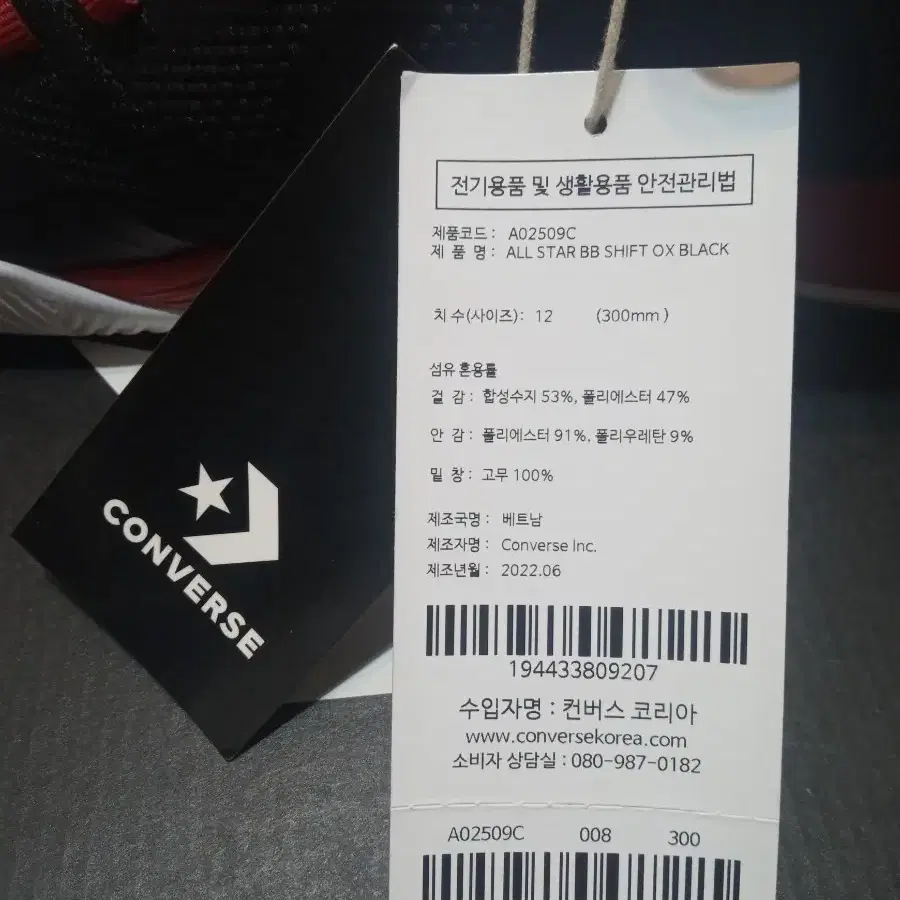 CONVERSE
전기용품 및 생활용품 안전관리법
제품코드 : A02509C
제 품 명 : ALL STAR BB SHIFT OX BLACK
치 수(사이즈) : 12 (300mm )
섬유 혼용률
겉 감 : 합성수지 53%, 폴리에스터 47%
안 감 : 폴리에스터 91%, 폴리우레탄 9%
밑 창 : 고무 100%
제조국명 : 베트남
제조자명 : Converse Inc.
제조년월 : 2022.06
194433809207
수입자명 : 컨버스 코리아
www.conversekorea.com
소비자 상담실 : 080-987-0182
A02509C 008 300